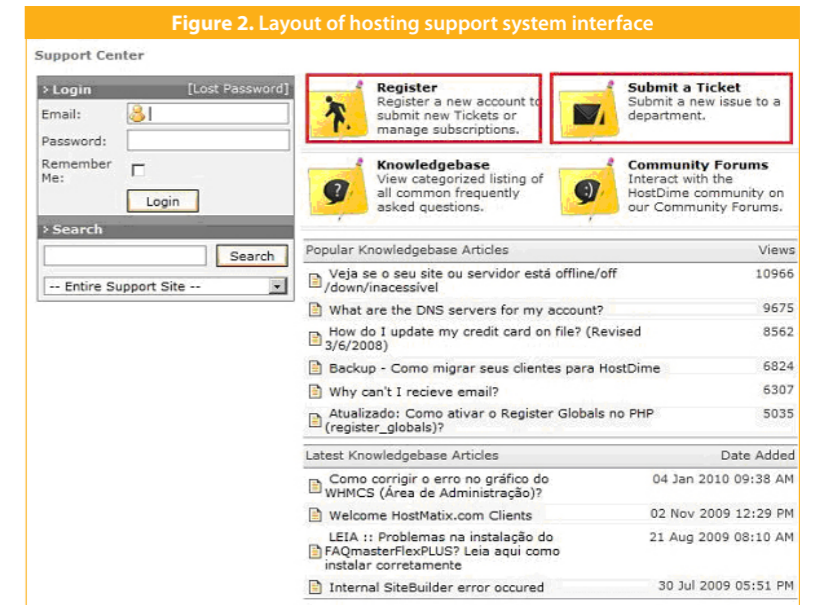 Figure 2. Layout of hosting support system interface
Support Center
> Login [Lost Password]
Email:
Password:
Remember
Me:
Login
> Search
Search
-- Entire Support Site --
Register
Register a new account to
submit new Tickets or
manage subscriptions.
Submit a Ticket
Submit a new issue to a
department.
Knowledgebase
View categorized listing of
all common frequently
asked questions.
Community Forums
Interact with the
HostDime community on
our Community Forums.
Popular Knowledgebase Articles Views
Veja se o seu site ou servidor está offline/off 10966
/down/inacessível
What are the DNS servers for my account? 9675
How do I update my credit card on file? (Revised 8562
3/6/2008)
Backup - Como migrar seus clientes para HostDime 6824
Why can't I recieve email? 6307
Atualizado: Como ativar o Register Globals no PHP 5035
(register_globals)?
Latest Knowledgebase Articles Date Added
Como corrigir o erro no gráfico do 04 Jan 2010 09:38 AM
WHMCS (Área de Administração)?
Welcome HostMatix.com Clients 02 Nov 2009 12:29 PM
LEIA :: Problemas na instalação do 21 Aug 2009 08:10 AM
FAQmasterFlexPLUS? Leia aqui como
instalar corretamente
Internal SiteBuilder error occured 30 Jul 2009 05:51 PM